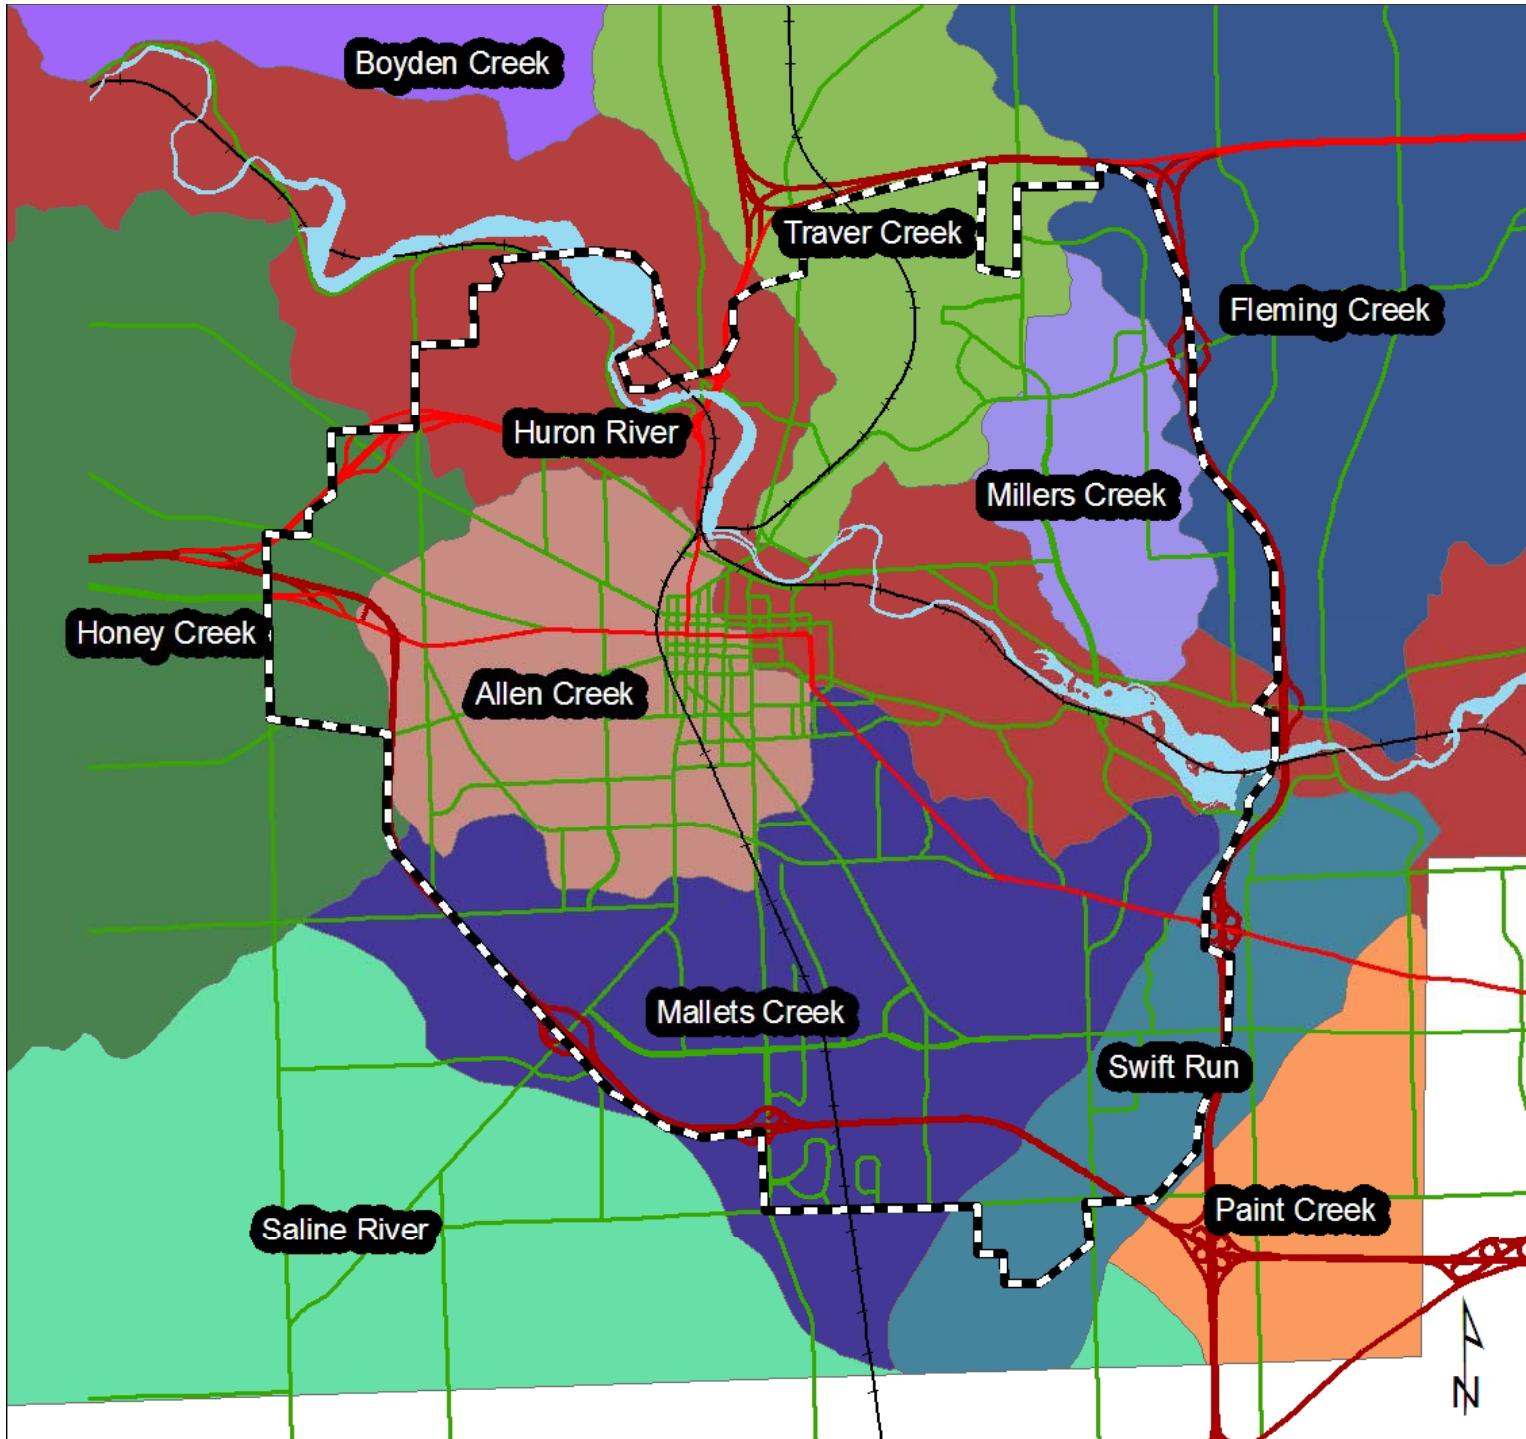 Boyden Creek
Traver Creek
Fleming Creek
Huron River
Millers Creek
Honey Creek
Allen Creek
Mallets Creek
Swift Run
Paint Creek
Saline River
N